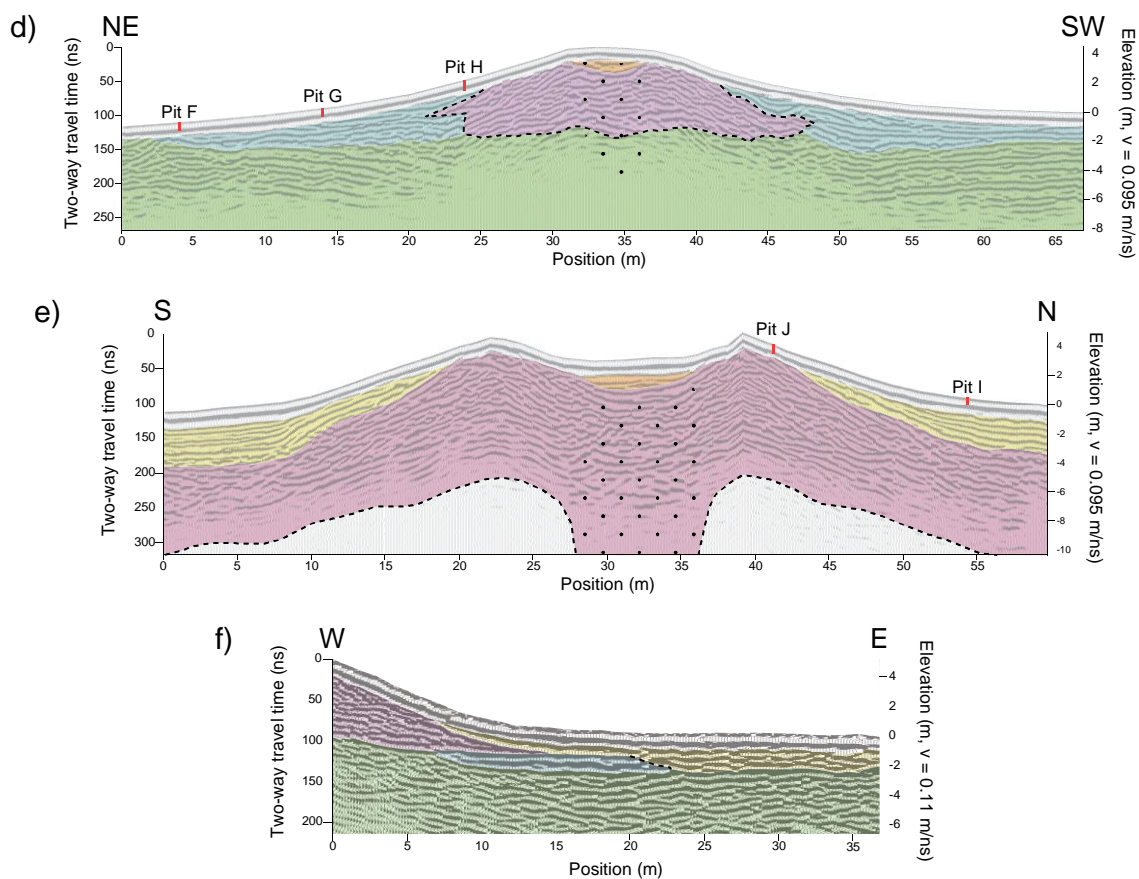 d) NE SW
Pit F Pit G Pit H
Two-way travel time (ns)
0 50 100 150 200 250
4 2 0 -2 -4 -6 -8
Elevation (m, v = 0.095 m/ns)
0 5 10 15 20 25 30 35 40 45 50 55 60 65
Position (m)
e) S N
Pit J
Pit I
Two-way travel time (ns)
0 50 100 150 200 250 300
4 2 0 -2 -4 -6 -8 -10
Elevation (m, v = 0.095 m/ns)
0 5 10 15 20 25 30 35 40 45 50 55
Position (m)
f) W E
Two-way travel time (ns)
0 50 100 150 200
4 2 0 -2 -4 -6
Elevation (m, v = 0.11 m/ns)
0 5 10 15 20 25 30 35
Position (m)